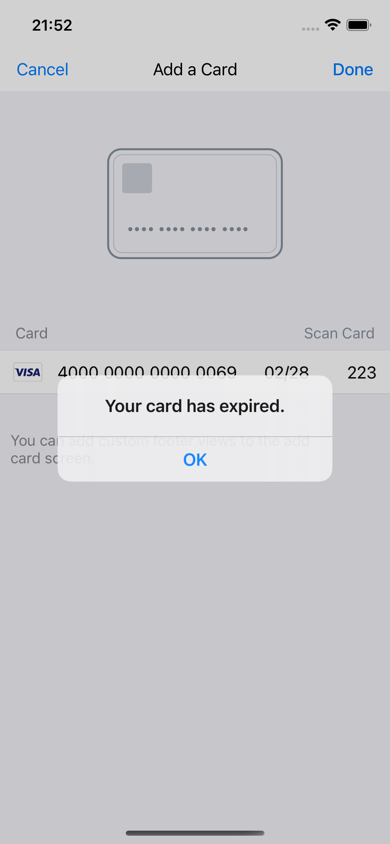 21:52
Cancel Add a Card Done
Card Scan Card
VISA 4000 0000 0000 0069 02/28 223
Your card has expired.
You can add custom footer views to the add
card screen.
OK